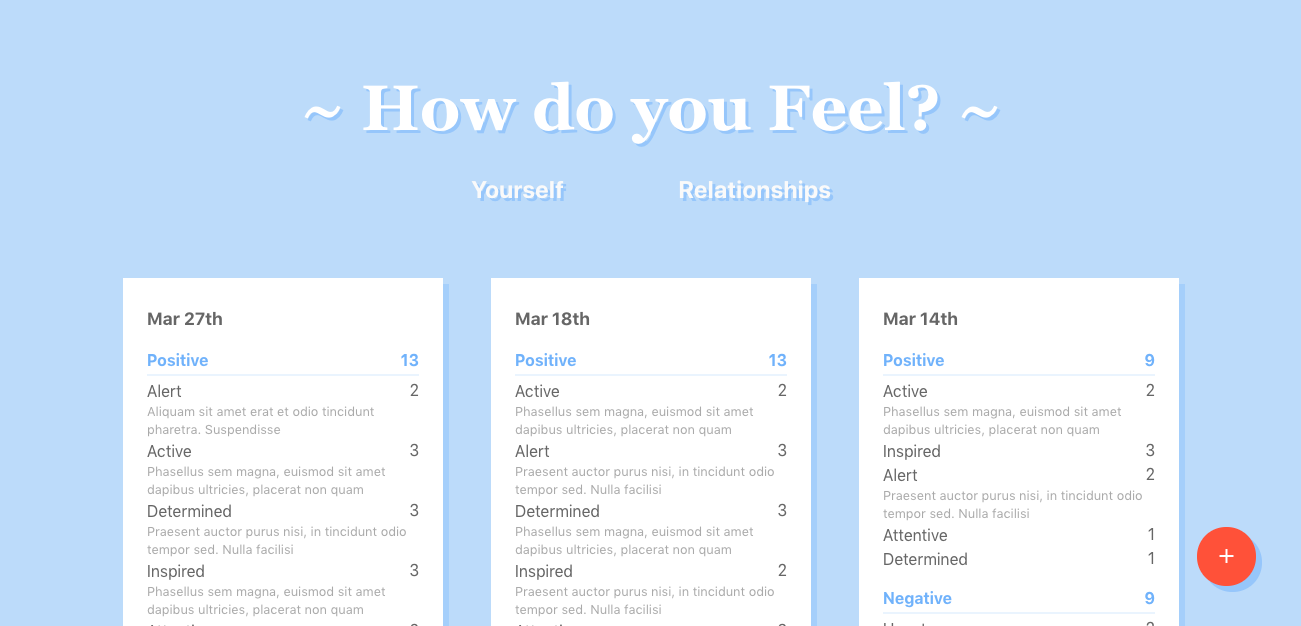 ~ How do you Feel? ~
Yourself Relationships
Mar 27th
Positive 13
Alert 2
Aliquam sit amet erat et odio tincidunt
pharetra. Suspendisse
Active 3
Phasellus sem magna, euismod sit amet
dapibus ultricies, placerat non quam
Determined 3
Praesent auctor purus nisi, in tincidunt odio
tempor sed. Nulla facilisi
Inspired 3
Phasellus sem magna, euismod sit amet
dapibus ultricies, placerat non quam
Mar 18th
Positive 13
Active 2
Phasellus sem magna, euismod sit amet
dapibus ultricies, placerat non quam
Alert 3
Praesent auctor purus nisi, in tincidunt odio
tempor sed. Nulla facilisi
Determined 3
Phasellus sem magna, euismod sit amet
dapibus ultricies, placerat non quam
Inspired 2
Praesent auctor purus nisi, in tincidunt odio
tempor sed. Nulla facilisi
Mar 14th
Positive 9
Active 2
Phasellus sem magna, euismod sit amet
dapibus ultricies, placerat non quam
Inspired 3
Alert 2
Praesent auctor purus nisi, in tincidunt odio
tempor sed. Nulla facilisi
Attentive 1
Determined 1
Negative 9
+